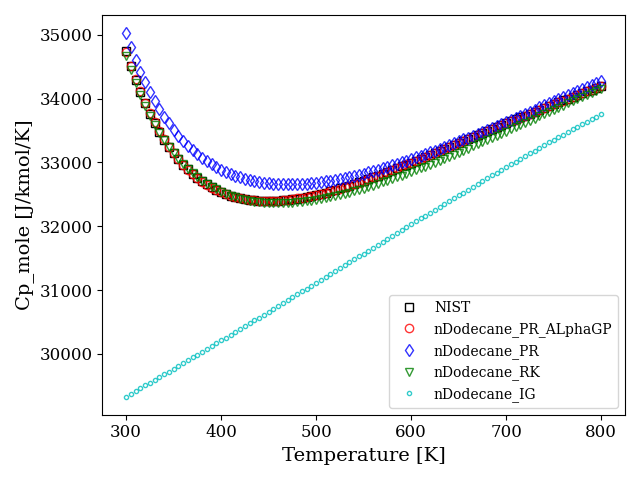 35000
34000
33000
32000
31000
30000
Cp_mole [J/kmol/K]
NIST
nDodecane_PR_ALphaGP
nDodecane_PR
nDodecane_RK
nDodecane_IG
300 400 500 600 700 800
Temperature [K]